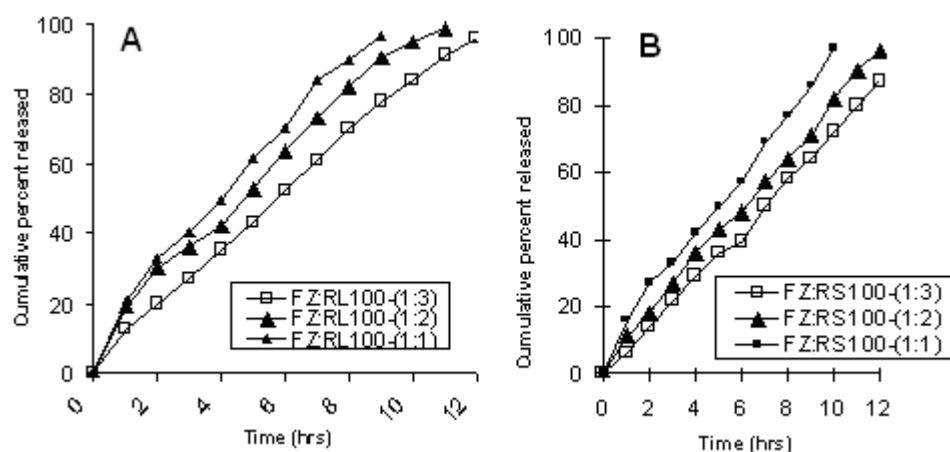 A
Cumulative percent released
100
80
60
40
20
0
0
2
4
6
8
10
12
Time (hrs)
FZ:RL100-(1:3)
FZ:RL100-(1:2)
FZ:RL100-(1:1)
B
Cumulative percent released
100
80
60
40
20
0
0
2
4
6
8
10
12
Time (hrs)
FZ:RS100-(1:3)
FZ:RS100-(1:2)
FZ:RS100-(1:1)